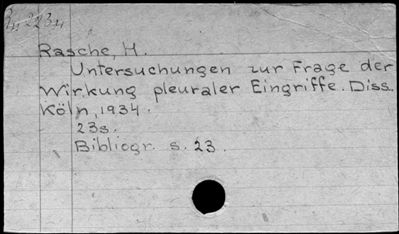 Rasche, H.
Untersuchungen zur Frage der
Wirkung pleuraler Eingriffe. Diss.
Köln, 1934.
23s.
Bibliogr. s. 23.